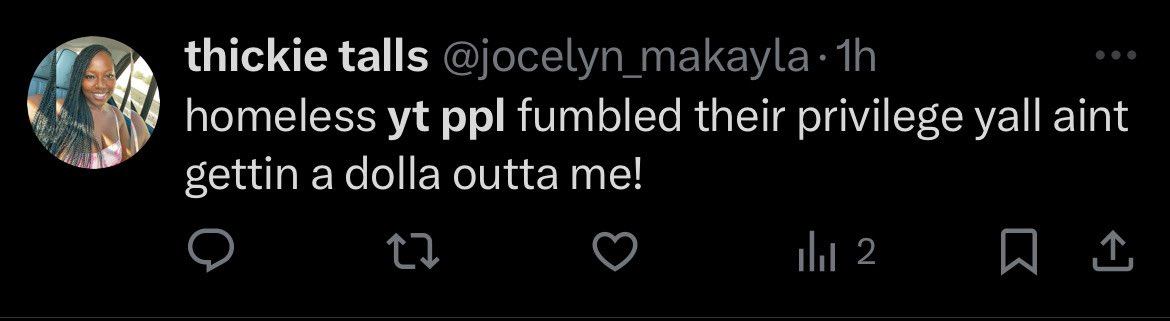 thickie talls @jocelyn_makayla · 1h
homeless yt ppl fumbled their privilege yall aint
gettin a dolla outta me!
2